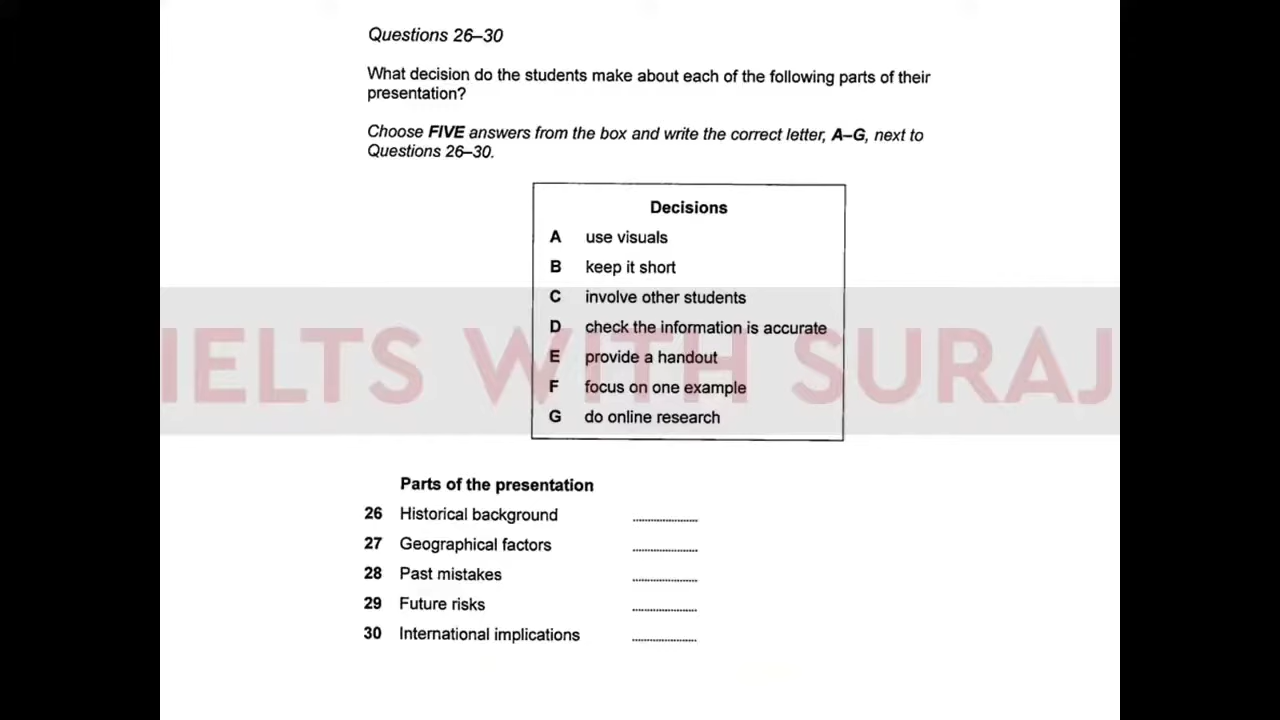 Questions 26–30
What decision do the students make about each of the following parts of their
presentation?
Choose FIVE answers from the box and write the correct letter, A–G, next to
Questions 26–30.
Decisions
A use visuals
B keep it short
C involve other students
D check the information is accurate
E provide a handout
F focus on one example
G do online research
IELTS WITH SURAJ
Parts of the presentation
26 Historical background ....................
27 Geographical factors ....................
28 Past mistakes ....................
29 Future risks ....................
30 International implications ....................